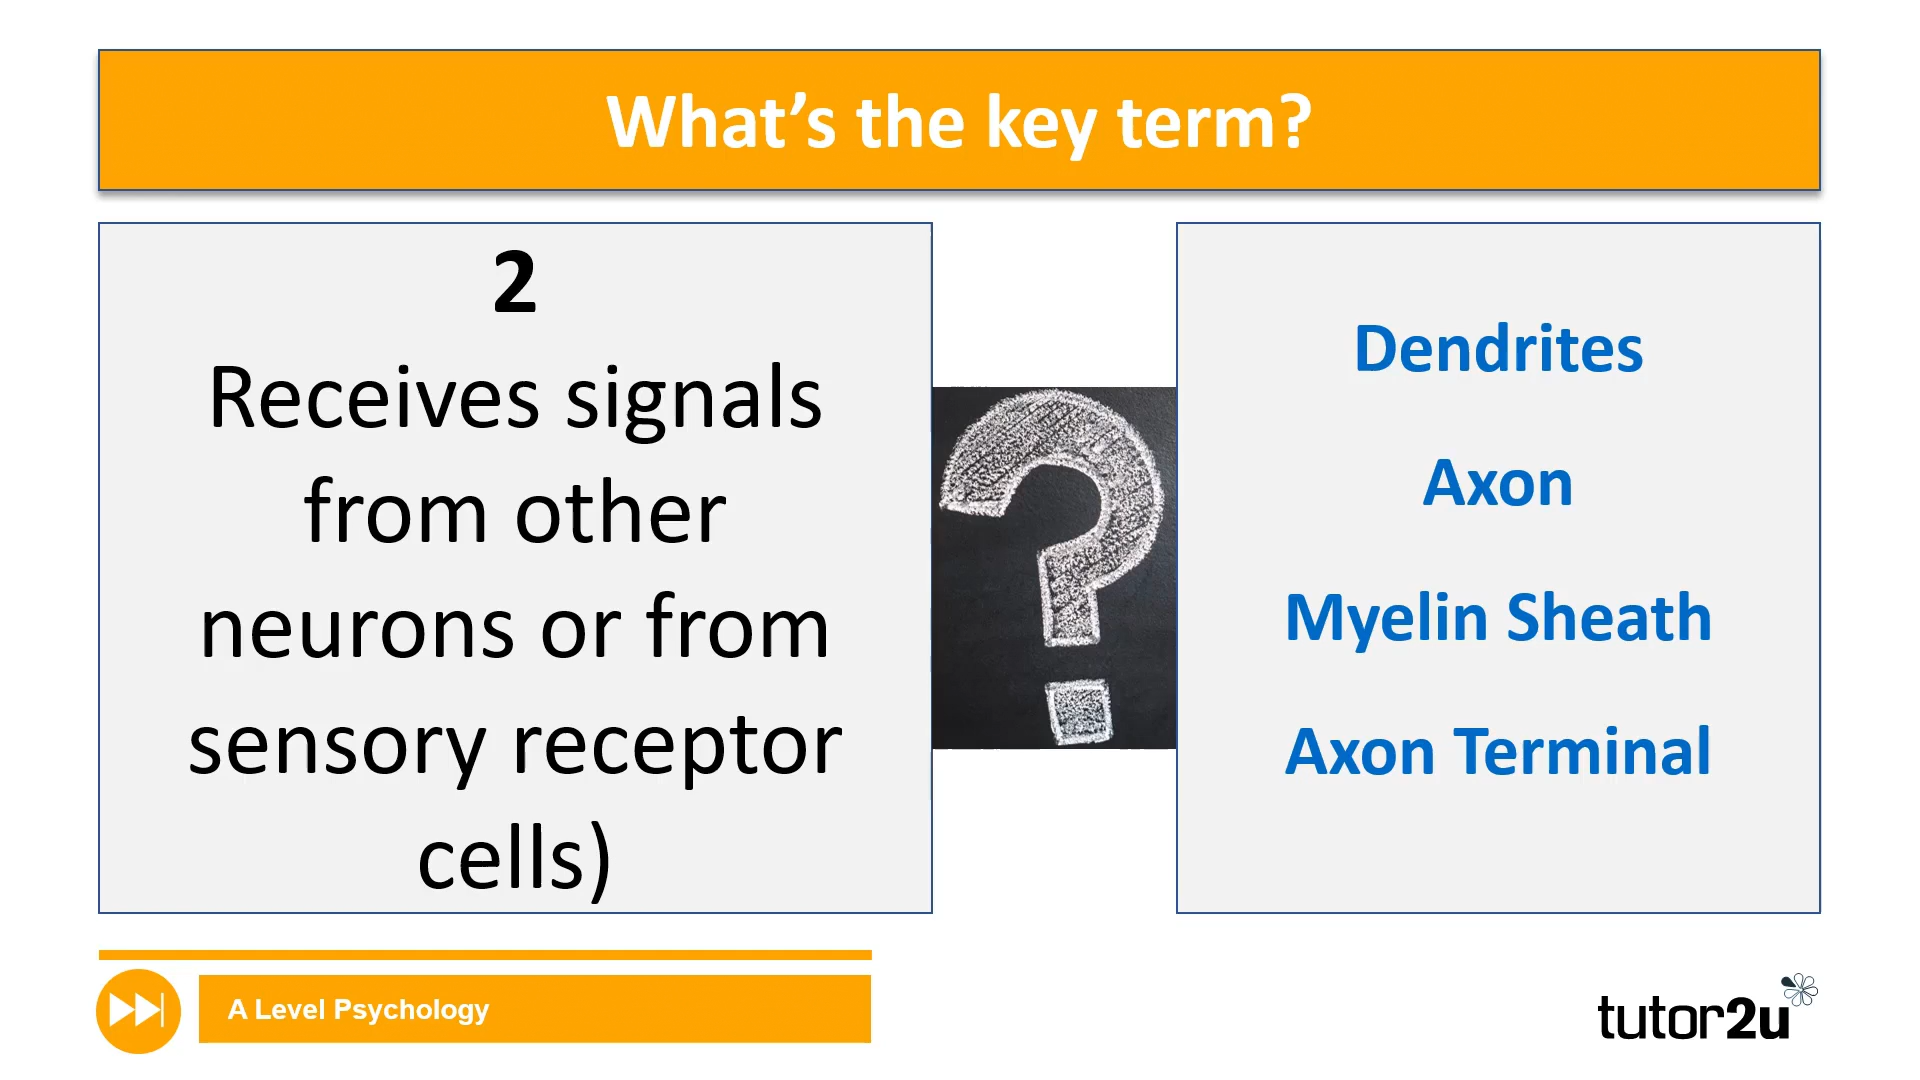 What’s the key term?
2
Receives signals
from other
neurons or from
sensory receptor
cells)
Dendrites
Axon
Myelin Sheath
Axon Terminal
A Level Psychology
tutor2u